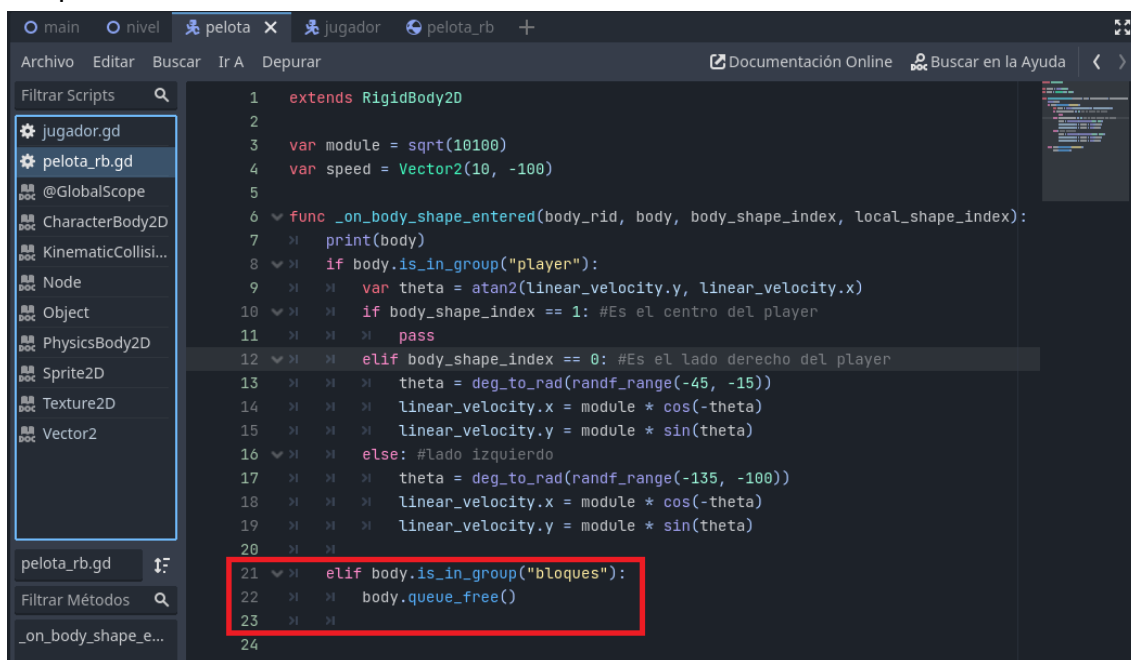 main
nivel
pelota
jugador
pelota_rb
Archivo Editar Buscar Ir A Depurar
Documentación Online
Buscar en la Ayuda
Filtrar Scripts
jugador.gd
pelota_rb.gd
@GlobalScope
CharacterBody2D
KinematicCollisi...
Node
Object
PhysicsBody2D
Sprite2D
Texture2D
Vector2
pelota_rb.gd
Filtrar Métodos
_on_body_shape_e...
1 extends RigidBody2D
2
3 var module = sqrt(10100)
4 var speed = Vector2(10, -100)
5
6 func _on_body_shape_entered(body_rid, body, body_shape_index, local_shape_index):
7 print(body)
8 if body.is_in_group("player"):
9 var theta = atan2(linear_velocity.y, linear_velocity.x)
10 if body_shape_index == 1: #Es el centro del player
11 pass
12 elif body_shape_index == 0: #Es el lado derecho del player
13 theta = deg_to_rad(randf_range(-45, -15))
14 linear_velocity.x = module * cos(-theta)
15 linear_velocity.y = module * sin(theta)
16 else: #lado izquierdo
17 theta = deg_to_rad(randf_range(-135, -100))
18 linear_velocity.x = module * cos(-theta)
19 linear_velocity.y = module * sin(theta)
20
21 elif body.is_in_group("bloques"):
22 body.queue_free()
23
24